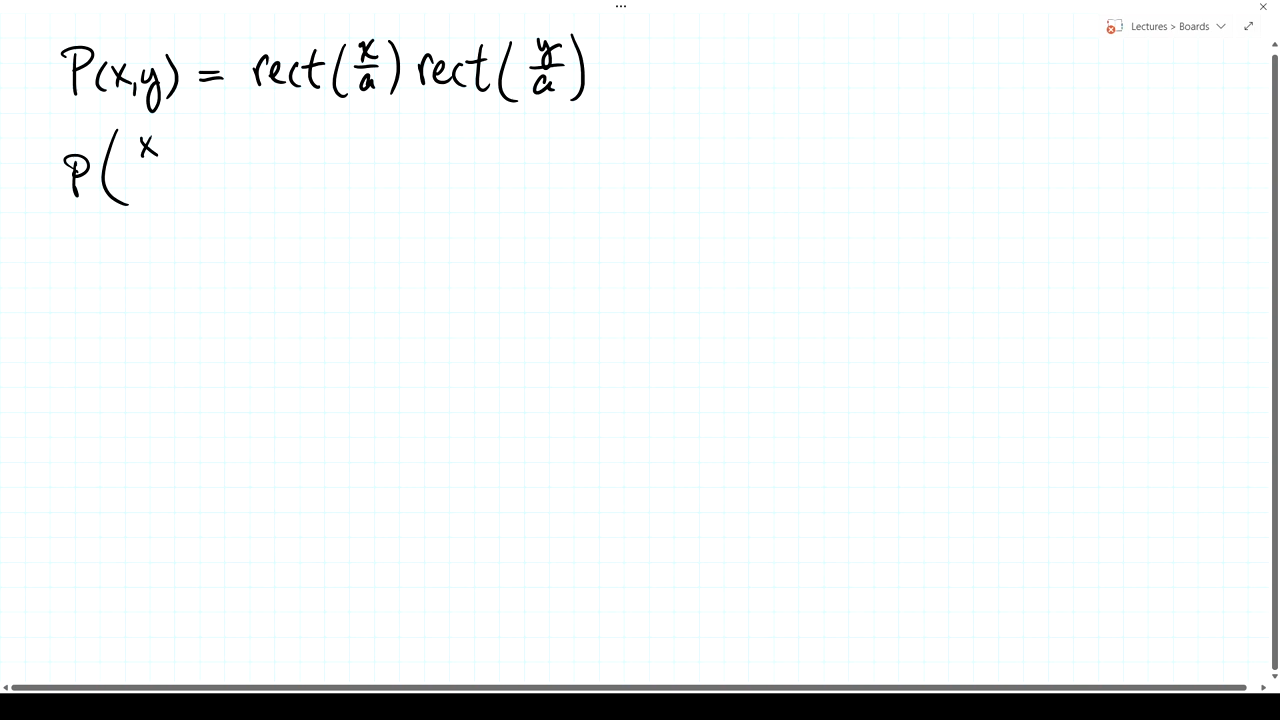 Lectures > Boards
P(x,y) = rect(x/a) rect(y/a)
P( x